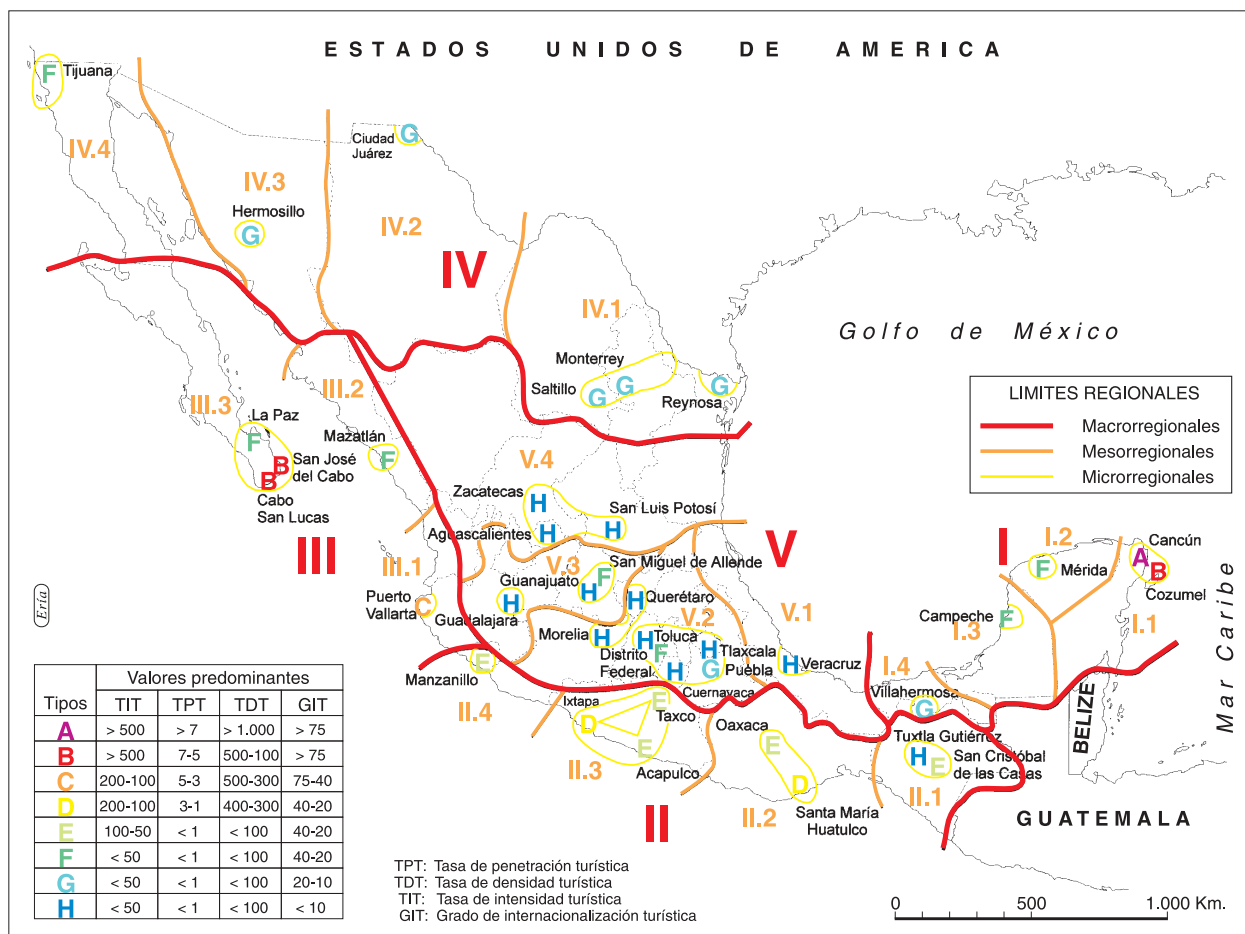 ESTADOS UNIDOS DE AMERICA
F Tijuana
IV.4
Ciudad
Juárez
G
IV.3
Hermosillo
G
IV.2
IV
IV.1
Monterrey
G
Saltillo
G
Reynosa
G
Golfo de México
LIMITES REGIONALES
Macrorregionales
Mesorregionales
Microrregionales
III.3
La Paz
F
B San José
del Cabo
B
Cabo
San Lucas
III.2
Mazatlán
F
III
III.1
Puerto
Vallarta
C
V.4
Zacatecas
H
San Luis Potosí
H
Aguascalientes
H
V
V.3
San Miguel de Allende
F
Guanajuato
H
Guadalajara
H
Querétaro
H
Morelia
H
V.2
H Toluca
Distrito
Federal
F
H
Cuernavaca
H Tlaxcala
G Puebla
V.1
H Veracruz
I
I.2
F Mérida
Cancún
A
B
Cozumel
I.1
Campeche
F
I.3
I.4
Villahermosa
G
Mar Caribe
BELIZE
GUATEMALA
Manzanillo
E
II.4
Ixtapa
D
E
Taxco
E
Acapulco
II.3
II
Oaxaca
E
D
Santa María
Huatulco
II.2
Tuxtla Gutiérrez
H
E San Cristóbal
de las Casas
II.1
Ería
Tipos Valores predominantes
TIT TPT TDT GIT
A > 500 > 7 > 1.000 > 75
B > 500 7-5 500-100 > 75
C 200-100 5-3 500-300 75-40
D 200-100 3-1 400-300 40-20
E 100-50 < 1 < 100 40-20
F < 50 < 1 < 100 40-20
G < 50 < 1 < 100 20-10
H < 50 < 1 < 100 < 10
TPT: Tasa de penetración turística
TDT: Tasa de densidad turística
TIT: Tasa de intensidad turística
GIT: Grado de internacionalización turística
0 500 1.000 Km.